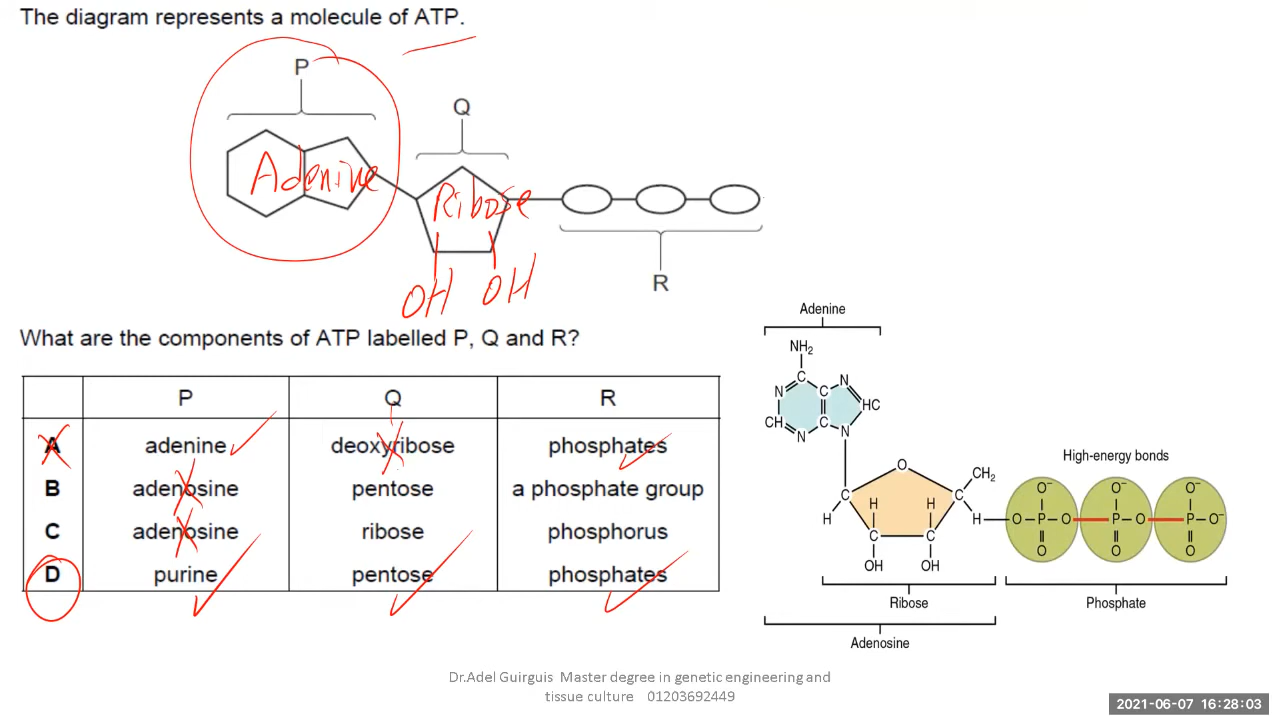 The diagram represents a molecule of ATP.
P
Q
Adenine
Ribose
OH OH
R
What are the components of ATP labelled P, Q and R?
P Q R
A adenine deoxyribose phosphates
B adenosine pentose a phosphate group
C adenosine ribose phosphorus
D purine pentose phosphates
Adenine
NH2
N C C N HC
CH N C N
O CH2
High-energy bonds
O⁻ O⁻ O⁻
C H H C
H H O P O P O P O⁻
C C
O O O
OH OH
Ribose Phosphate
Adenosine
Dr.Adel Guirguis Master degree in genetic engineering and
tissue culture 01203692449
2021-06-07 16:28:03